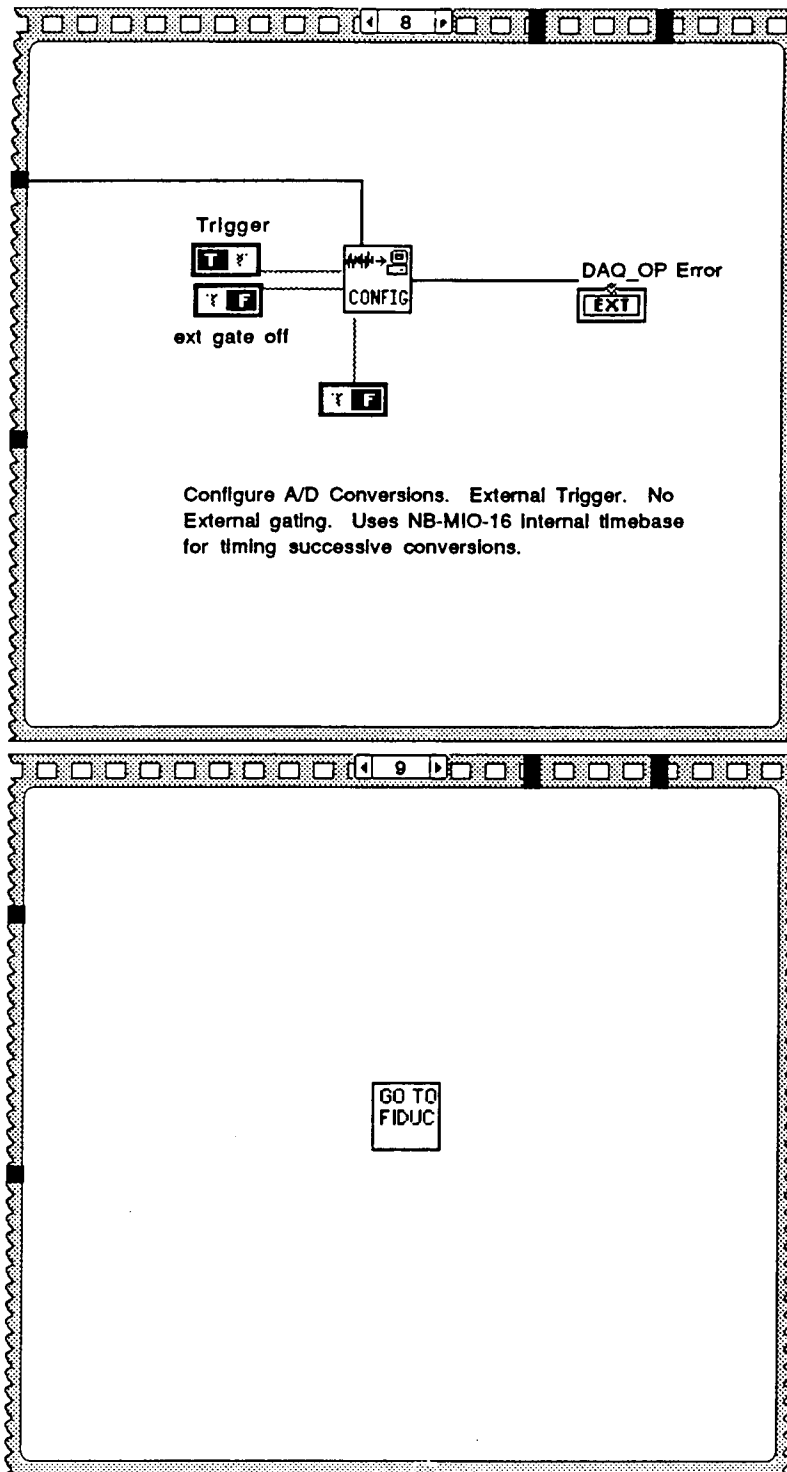 8
Trigger
T F
CONFIG
DAQ_OP Error
EXT
T F
ext gate off
T F
Configure A/D Conversions. External Trigger. No
External gating. Uses NB-MIO-16 internal timebase
for timing successive conversions.
9
GO TO
FIDUC